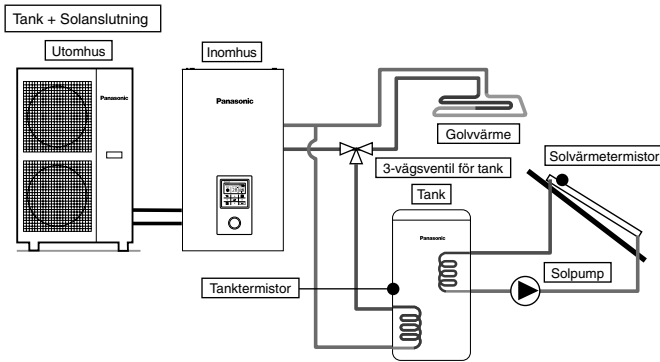 Tank + Solanslutning
Utomhus
Inomhus
Panasonic
Panasonic
Golvvärme
3-vägsventil för tank
Solvärmetermistor
Tank
Panasonic
Tanktermistor
Solpump